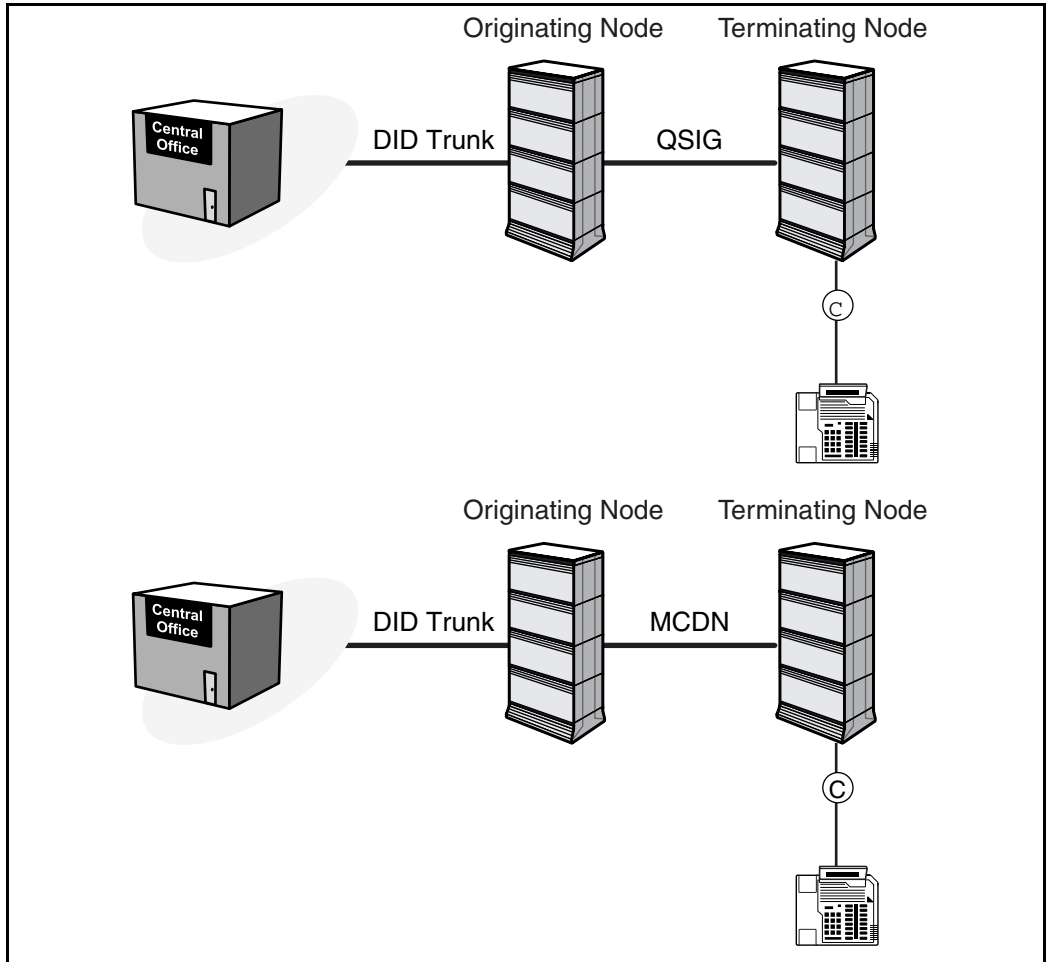 Originating Node Terminating Node
Central
Office
DID Trunk QSIG
C
Originating Node Terminating Node
Central
Office
DID Trunk MCDN
C